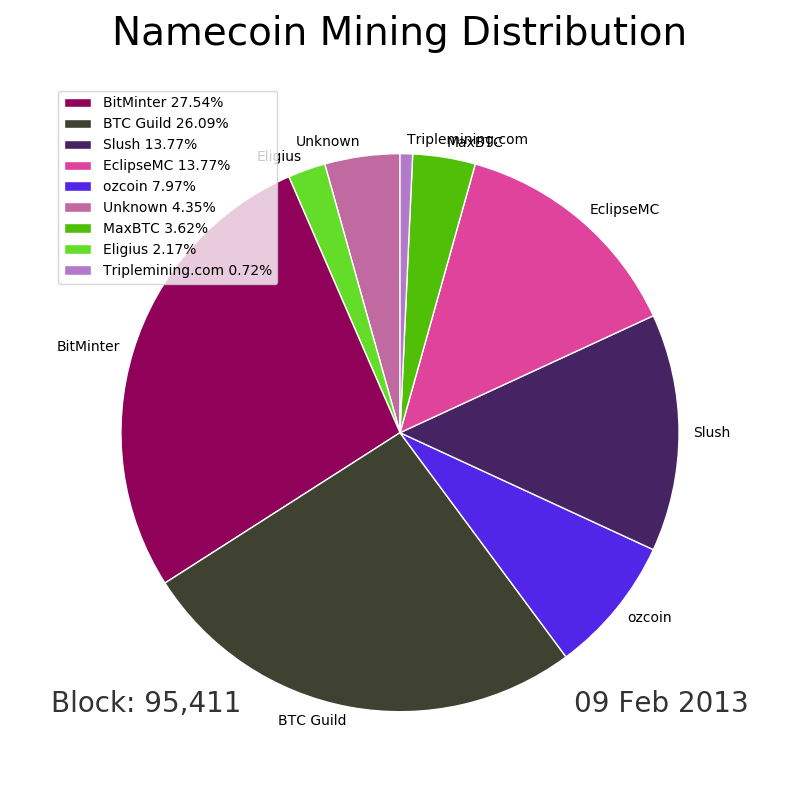 Namecoin Mining Distribution
BitMinter 27.54%
BTC Guild 26.09%
Slush 13.77%
EclipseMC 13.77%
ozcoin 7.97%
Unknown 4.35%
MaxBTC 3.62%
Eligius 2.17%
Triplemining.com 0.72%
Triplemining.com
MaxBTC
Unknown
Eligius
EclipseMC
BitMinter
Slush
ozcoin
BTC Guild
Block: 95,411
09 Feb 2013